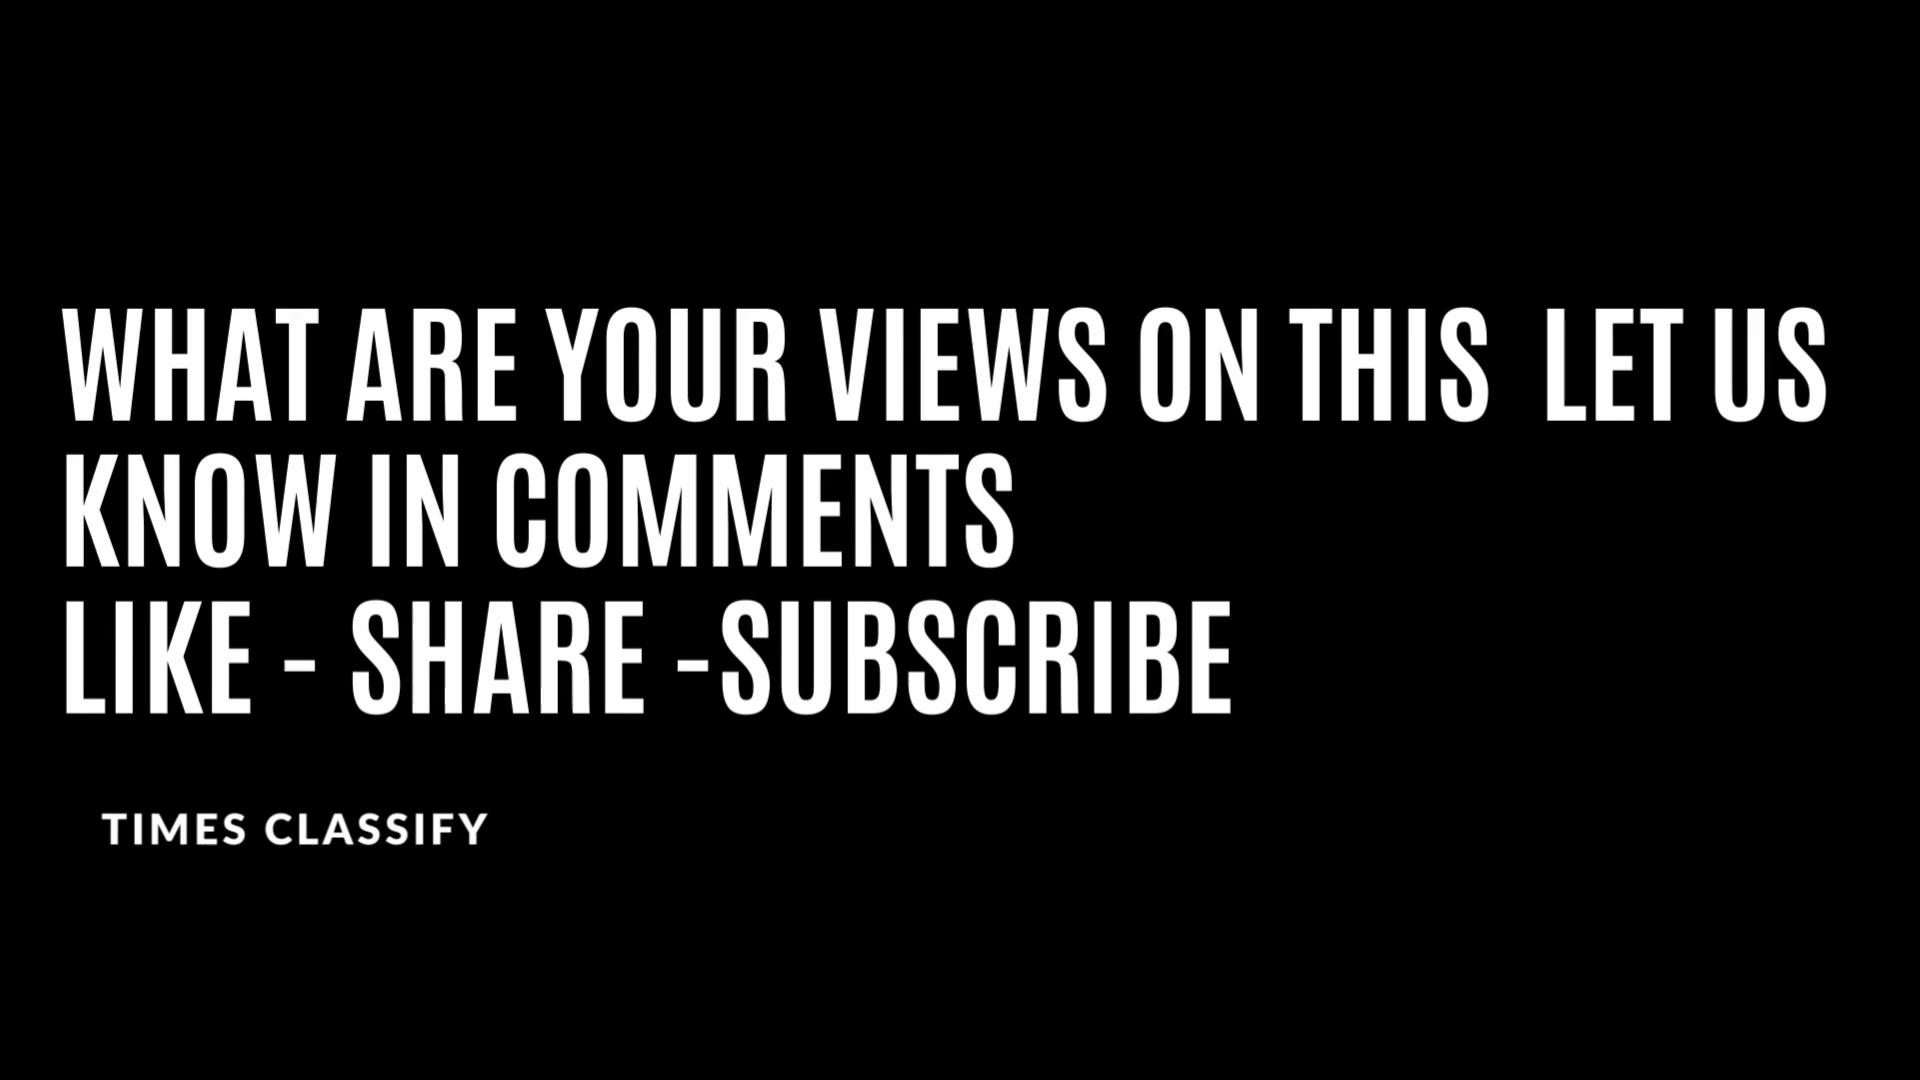 WHAT ARE YOUR VIEWS ON THIS  LET US
KNOW IN COMMENTS
LIKE - SHARE -SUBSCRIBE
TIMES CLASSIFY